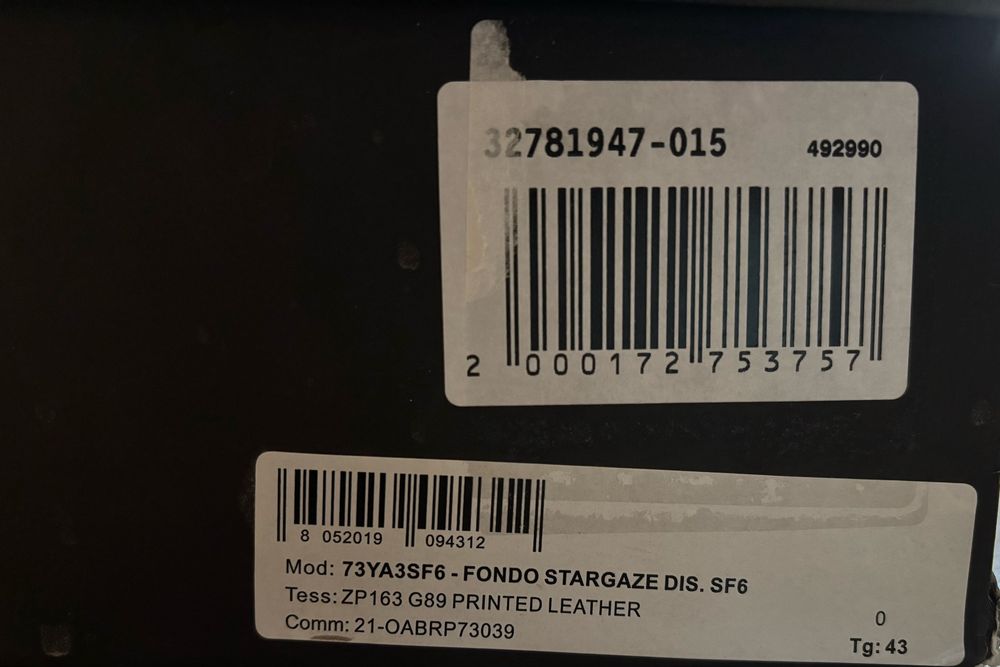 32781947-015 492990
2 000172 753757
8 052019 094312
Mod: 73YA3SF6 - FONDO STARGAZE DIS. SF6
Tess: ZP163 G89 PRINTED LEATHER
Comm: 21-OABRP73039
0
Tg: 43